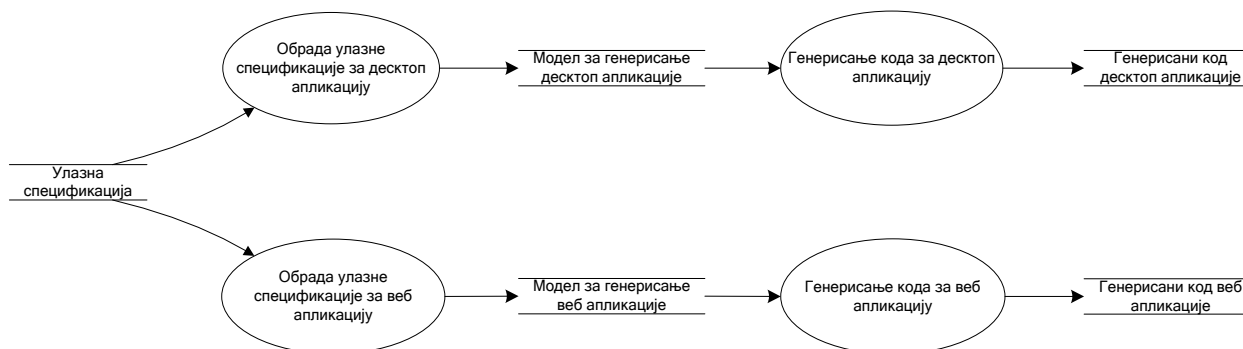 Обрада улазне
спецификације за десктоп
апликацију
Модел за генерисање
десктоп апликације
Генерисање кода за десктоп
апликацију
Генерисани код
десктоп апликације
Улазна
спецификација
Обрада улазне
спецификације за веб
апликацију
Модел за генерисање
веб апликације
Генерисање кода за веб
апликацију
Генерисани код веб
апликације